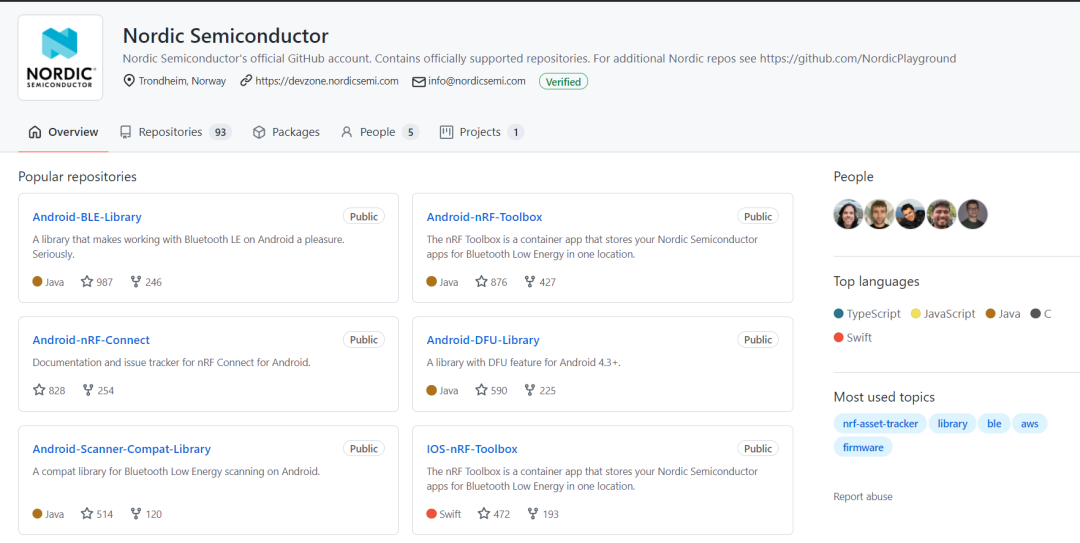 NORDIC
SEMICONDUCTOR
Nordic Semiconductor
Nordic Semiconductor's official GitHub account. Contains officially supported repositories. For additional Nordic repos see https://github.com/NordicPlayground
Trondheim, Norway https://devzone.nordicsemi.com info@nordicsemi.com Verified
Overview Repositories 93 Packages People 5 Projects 1
Popular repositories
Android-BLE-Library Public
A library that makes working with Bluetooth LE on Android a pleasure.
Seriously.
Java 987 246
Android-nRF-Toolbox Public
The nRF Toolbox is a container app that stores your Nordic Semiconductor
apps for Bluetooth Low Energy in one location.
Java 876 427
Android-nRF-Connect Public
Documentation and issue tracker for nRF Connect for Android.
828 254
Android-DFU-Library Public
A library with DFU feature for Android 4.3+.
Java 590 225
Android-Scanner-Compat-Library Public
A compat library for Bluetooth Low Energy scanning on Android.
Java 514 120
IOS-nRF-Toolbox Public
The nRF Toolbox is a container app that stores your Nordic Semiconductor
apps for Bluetooth Low Energy in one location.
Swift 472 193
People
Top languages
TypeScript JavaScript Java C
Swift
Most used topics
nrf-asset-tracker library ble aws
firmware
Report abuse